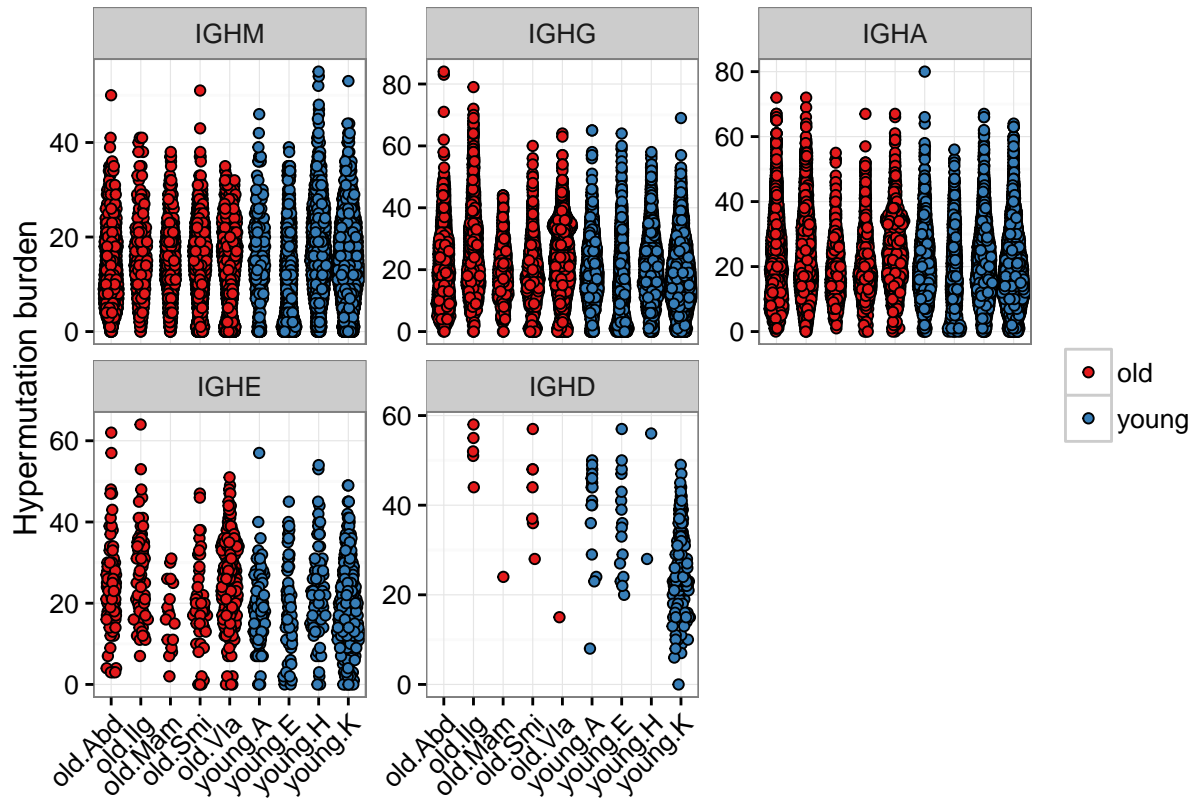 IGHM
IGHG
IGHA
40
20
0
80
60
40
20
0
80
60
40
20
0
Hypermutation burden
IGHE
IGHD
60
40
20
0
60
40
20
0
old
young
old.Abd
old.Ilg
old.Mam
old.Smi
old.Vla
young.A
young.E
young.H
young.K
old.Abd
old.Ilg
old.Mam
old.Smi
old.Vla
young.A
young.E
young.H
young.K